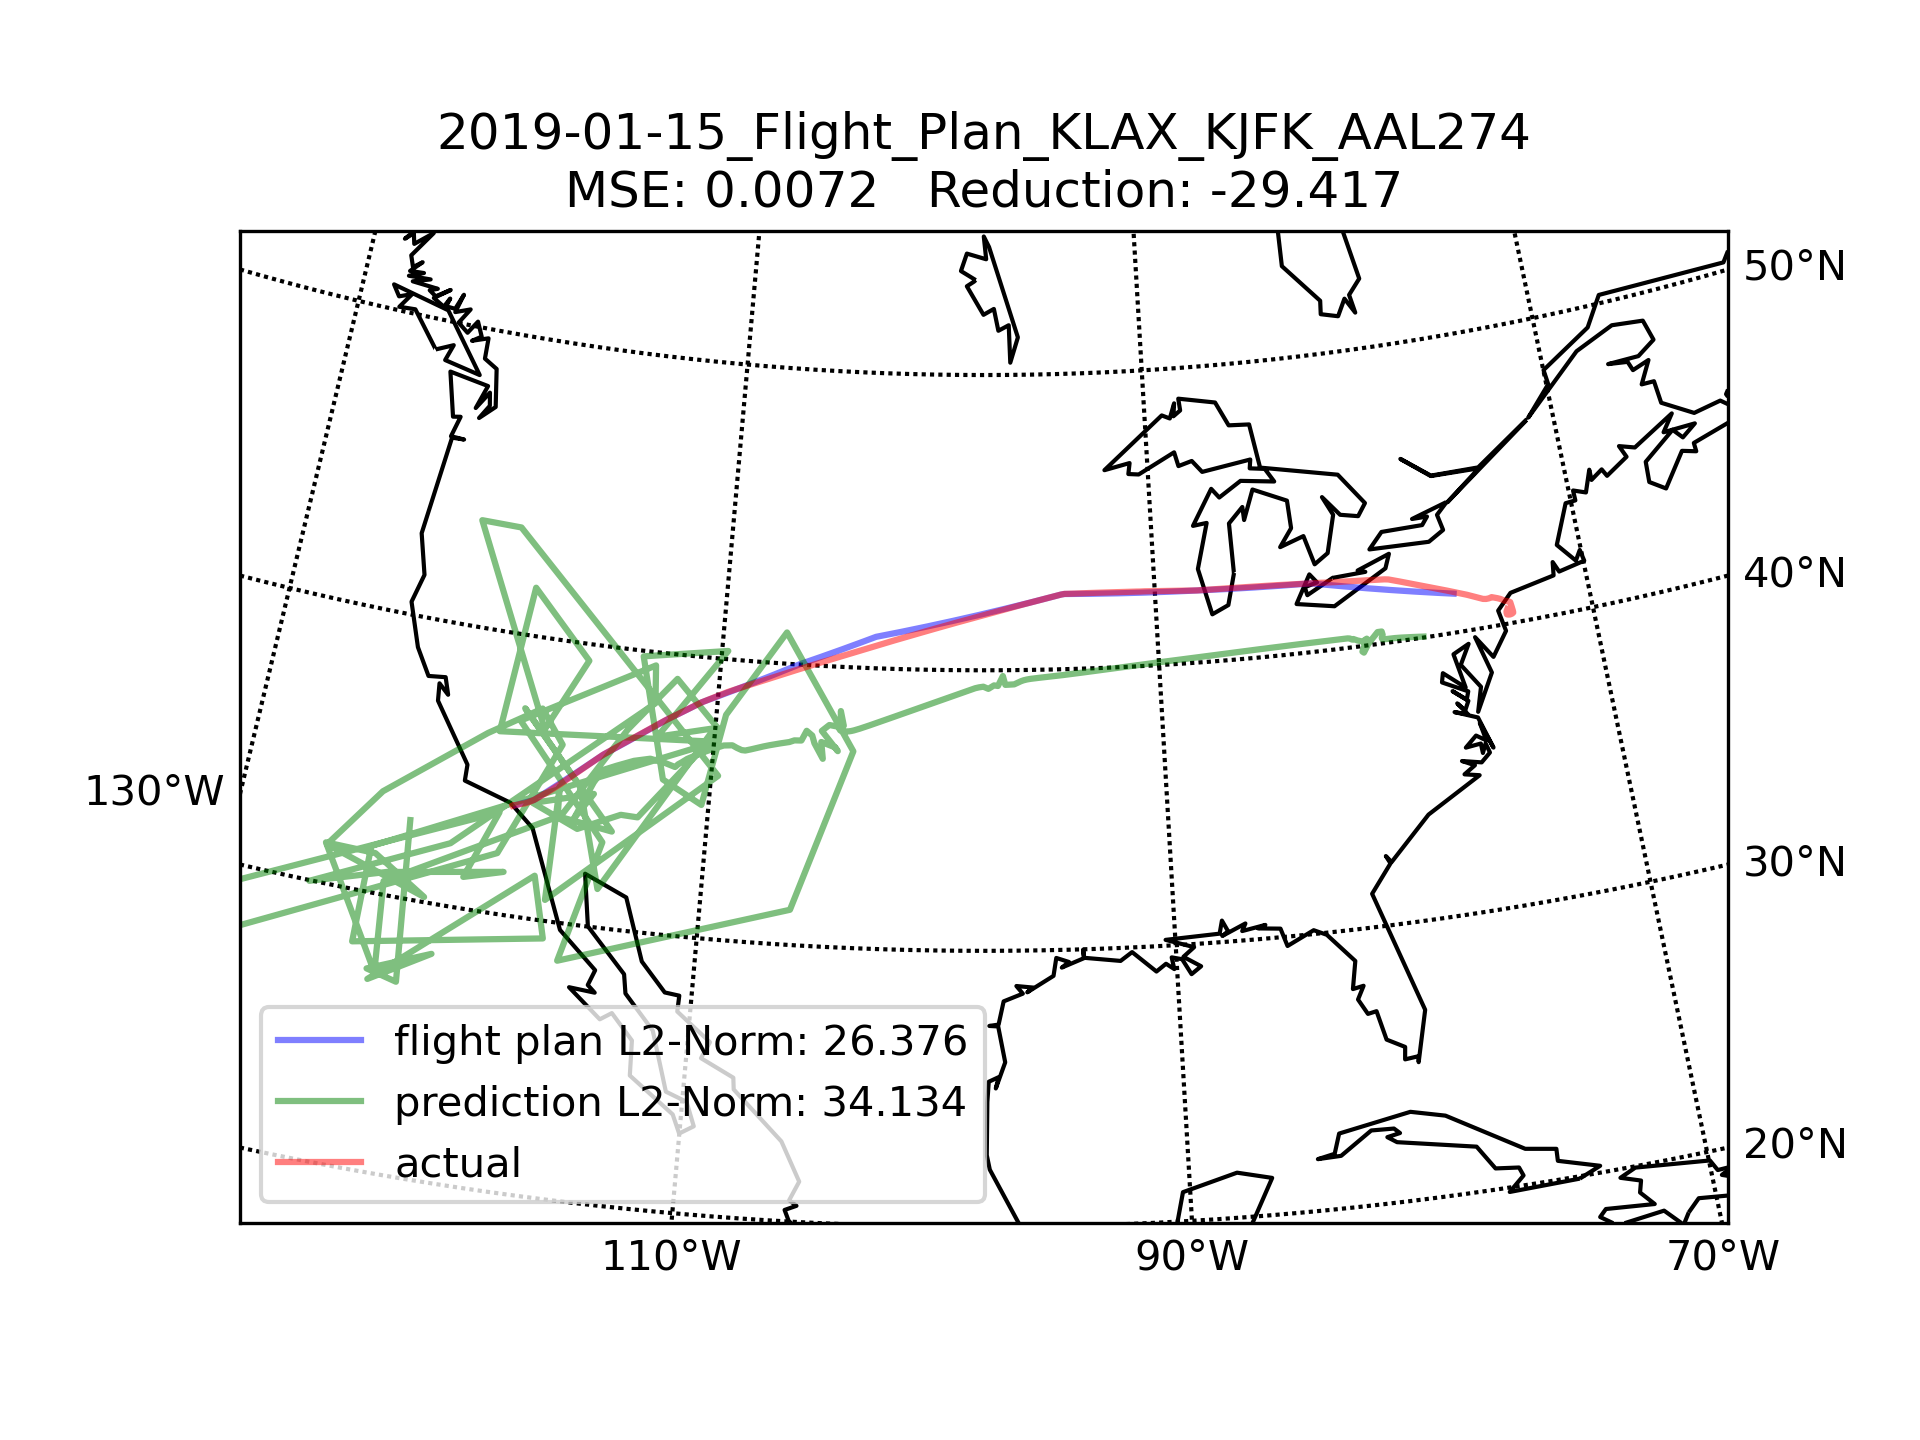 2019-01-15_Flight_Plan_KLAX_KJFK_AAL274
MSE: 0.0072   Reduction: -29.417
50°N
40°N
130°W
30°N
flight plan L2-Norm: 26.376
prediction L2-Norm: 34.134
20°N
actual
110°W
90°W
70°W